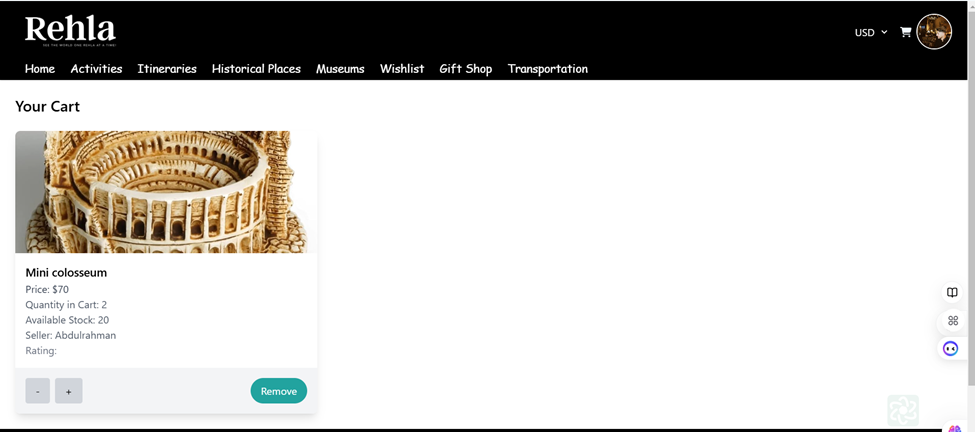 Rehla
SEE THE WORLD ONE REHLA AT A TIME!
USD
Home Activities Itineraries Historical Places Museums Wishlist Gift Shop Transportation
Your Cart
Mini colosseum
Price: $70
Quantity in Cart: 2
Available Stock: 20
Seller: Abdulrahman
Rating:
- + Remove